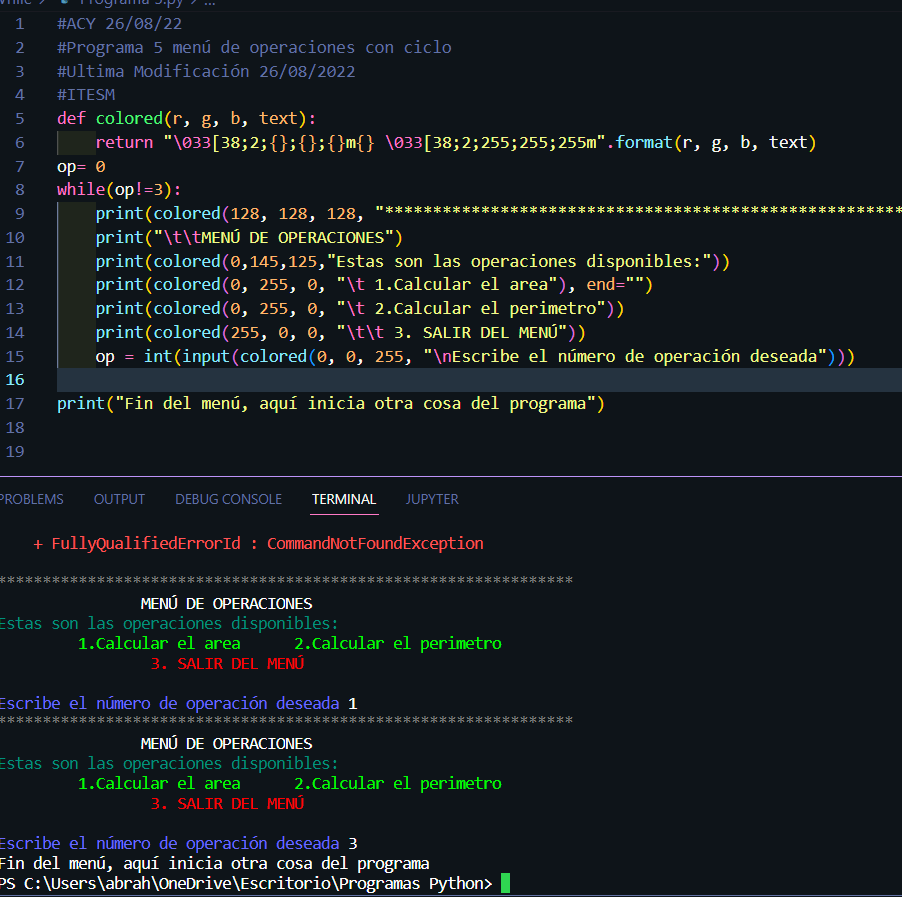 Programa 5.py > ...
1 #ACY 26/08/22
2 #Programa 5 menú de operaciones con ciclo
3 #Ultima Modificación 26/08/2022
4 #ITESM
5 def colored(r, g, b, text):
6     return "\033[38;2;{};{};{}m{} \033[38;2;255;255;255m".format(r, g, b, text)
7 op= 0
8 while(op!=3):
9     print(colored(128, 128, 128, "******************************************************
10     print("\t\tMENÚ DE OPERACIONES")
11     print(colored(0,145,125,"Estas son las operaciones disponibles:"))
12     print(colored(0, 255, 0, "\t 1.Calcular el area"), end="")
13     print(colored(0, 255, 0, "\t 2.Calcular el perimetro"))
14     print(colored(255, 0, 0, "\t\t 3. SALIR DEL MENÚ"))
15     op = int(input(colored(0, 0, 255, "\nEscribe el número de operación deseada")))
16
17 print("Fin del menú, aquí inicia otra cosa del programa")
18
19
PROBLEMS OUTPUT DEBUG CONSOLE TERMINAL JUPYTER
+ FullyQualifiedErrorId : CommandNotFoundException
****************************************************************
MENÚ DE OPERACIONES
Estas son las operaciones disponibles:
1.Calcular el area 2.Calcular el perimetro
3. SALIR DEL MENÚ
Escribe el número de operación deseada 1
****************************************************************
MENÚ DE OPERACIONES
Estas son las operaciones disponibles:
1.Calcular el area 2.Calcular el perimetro
3. SALIR DEL MENÚ
Escribe el número de operación deseada 3
Fin del menú, aquí inicia otra cosa del programa
PS C:\Users\abrah\OneDrive\Escritorio\Programas Python>